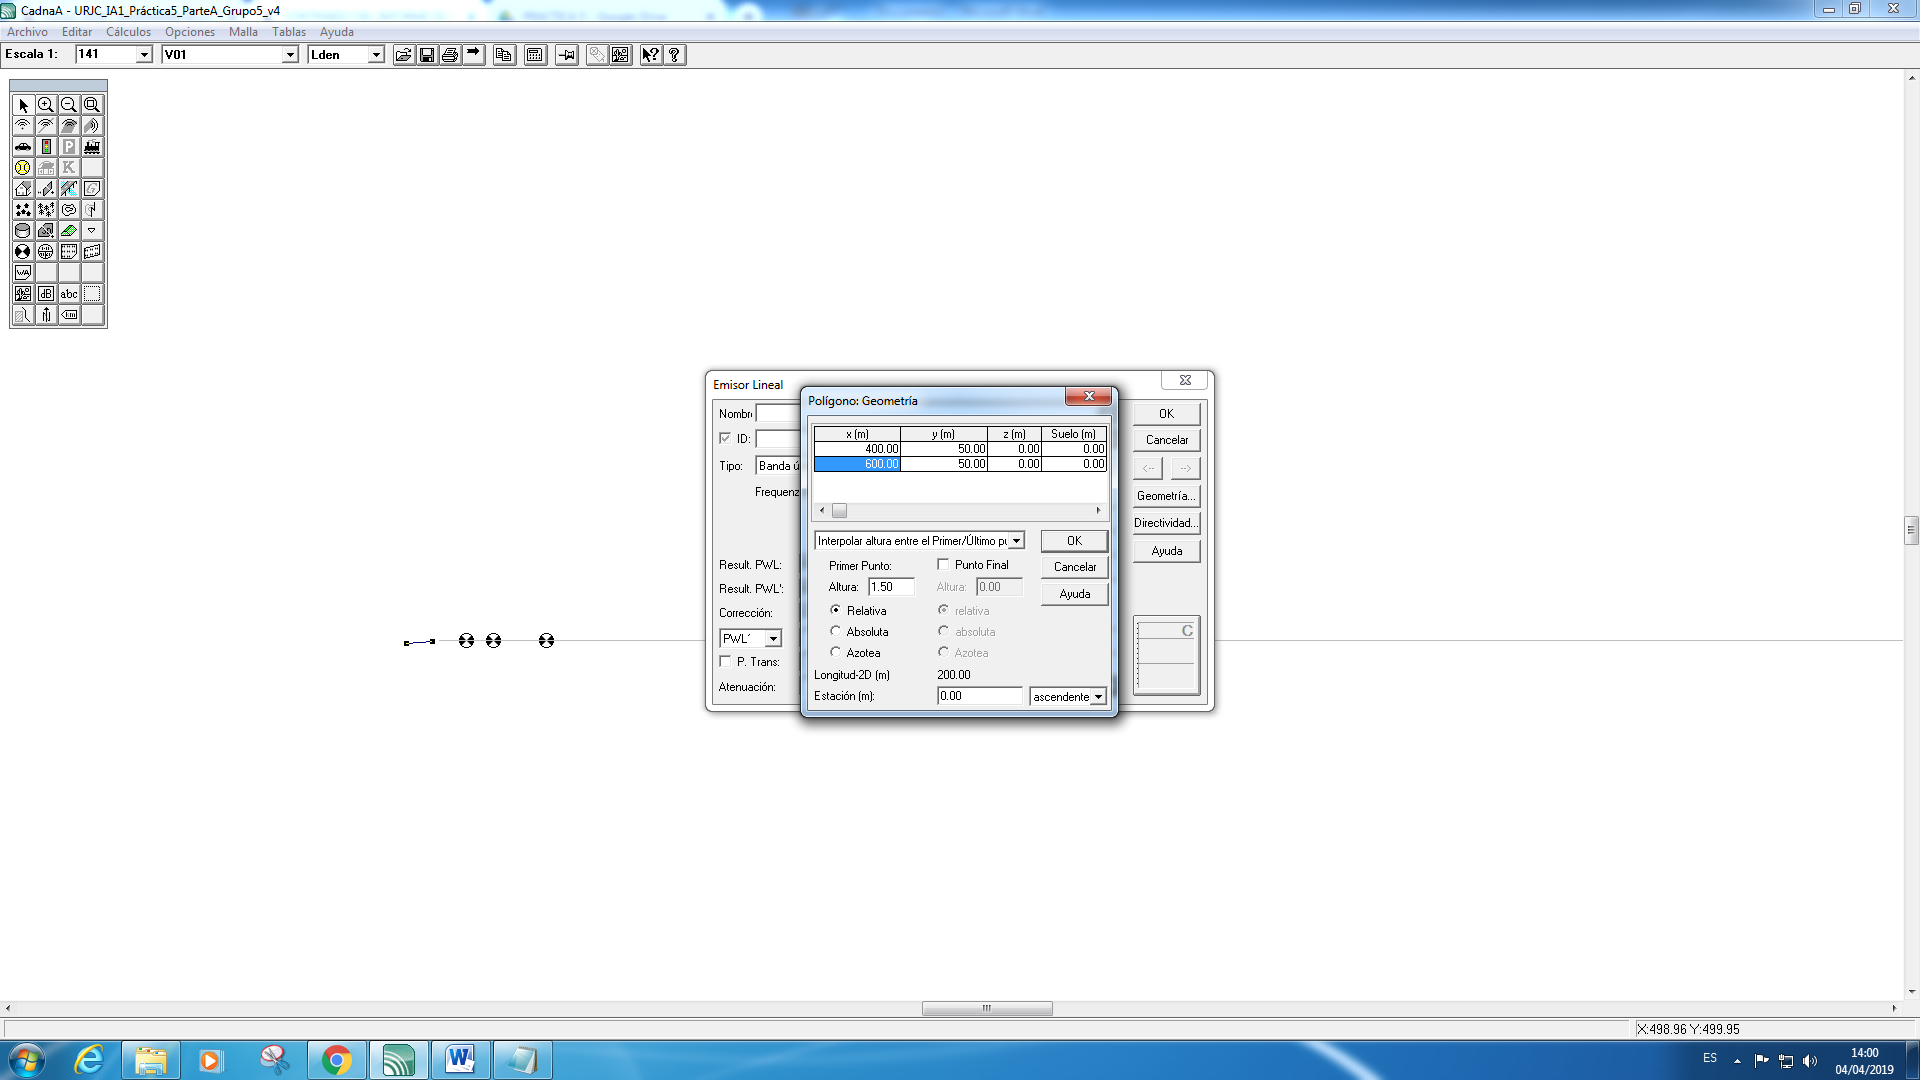 CadnaA - URJC_IA1_Práctica5_ParteA_Grupo5_v4
Archivo Editar Cálculos Opciones Malla Tablas Ayuda
Escala 1: 141 V01 Lden
P
K
G
WA
dB abc
Emisor Lineal
Nombr
ID:
Tipo: Banda ú
Frequenz
Result. PWL:
Result. PWL':
Corrección:
PWL´
P. Trans:
Atenuación:
OK
Cancelar
<-- -->
Geometría...
Directividad...
Ayuda
C
Polígono: Geometría
x (m) y (m) z (m) Suelo (m)
400.00 50.00 0.00 0.00
600.00 50.00 0.00 0.00
Interpolar altura entre el Primer/Último pu
OK
Cancelar
Ayuda
Primer Punto: Punto Final
Altura: 1.50 Altura: 0.00
Relativa relativa
Absoluta absoluta
Azotea Azotea
Longitud-2D (m) 200.00
Estación (m): 0.00 ascendente
X:498.96 Y:499.95
ES
14:00
04/04/2019